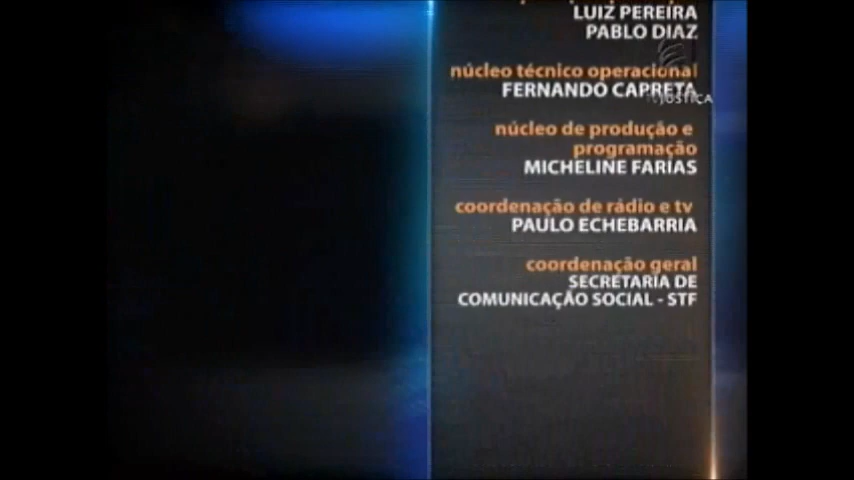 LUIZ PEREIRA
PABLO DIAZ
núcleo técnico operacional
FERNANDO CAPRETA
JUSTIÇA
núcleo de produção e
programação
MICHELINE FARIAS
coordenação de rádio e tv
PAULO ECHEBARRIA
coordenação geral
SECRETARIA DE
COMUNICAÇÃO SOCIAL - STF